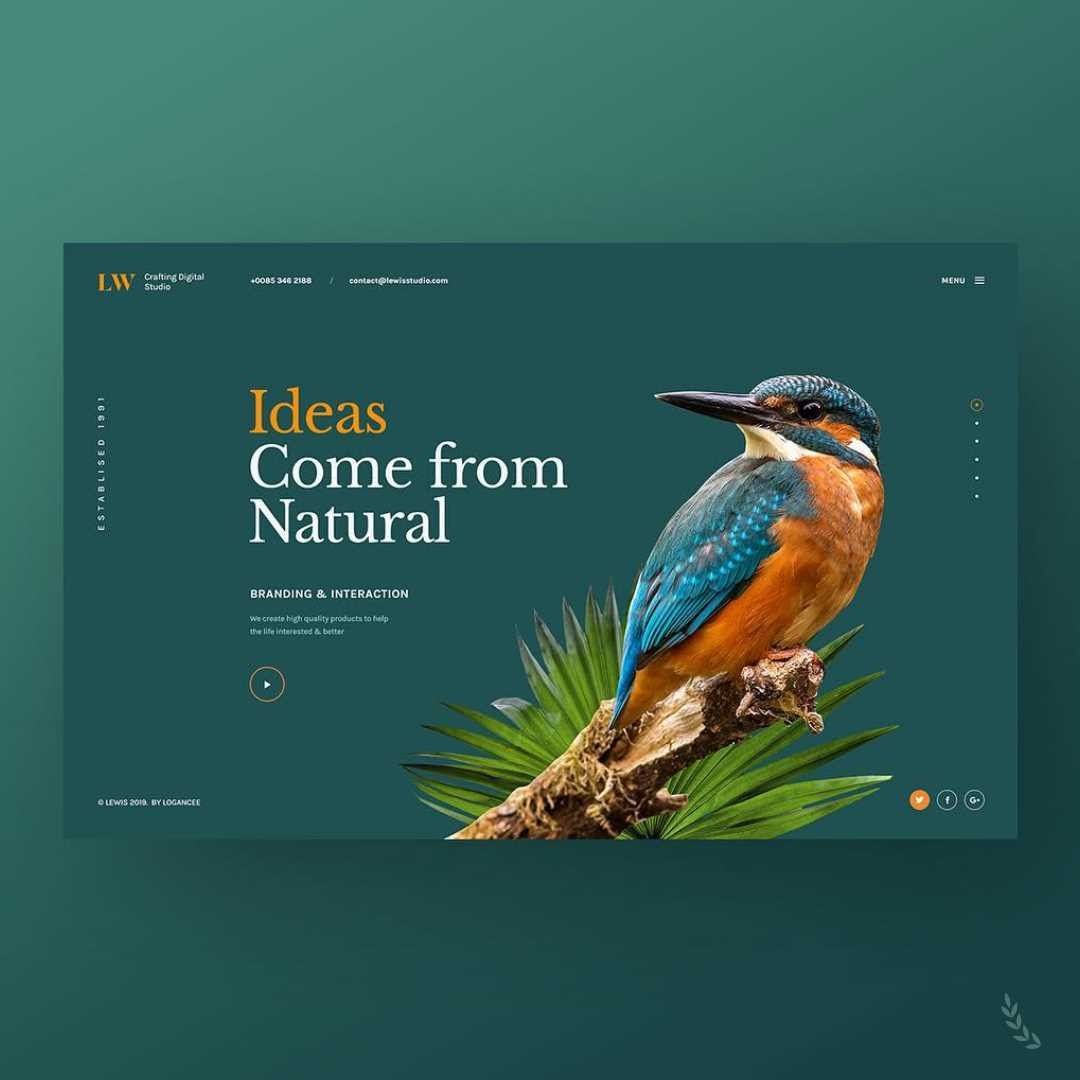 LW
Crafting Digital
Studio
+0085 346 2188 / contact@lewisstudio.com
MENU
ESTABLISED 1991
Ideas
Come from
Natural
BRANDING & INTERACTION
We create high quality products to help
the life interested & better
© LEWIS 2019. BY LOGANCEE
f
G+